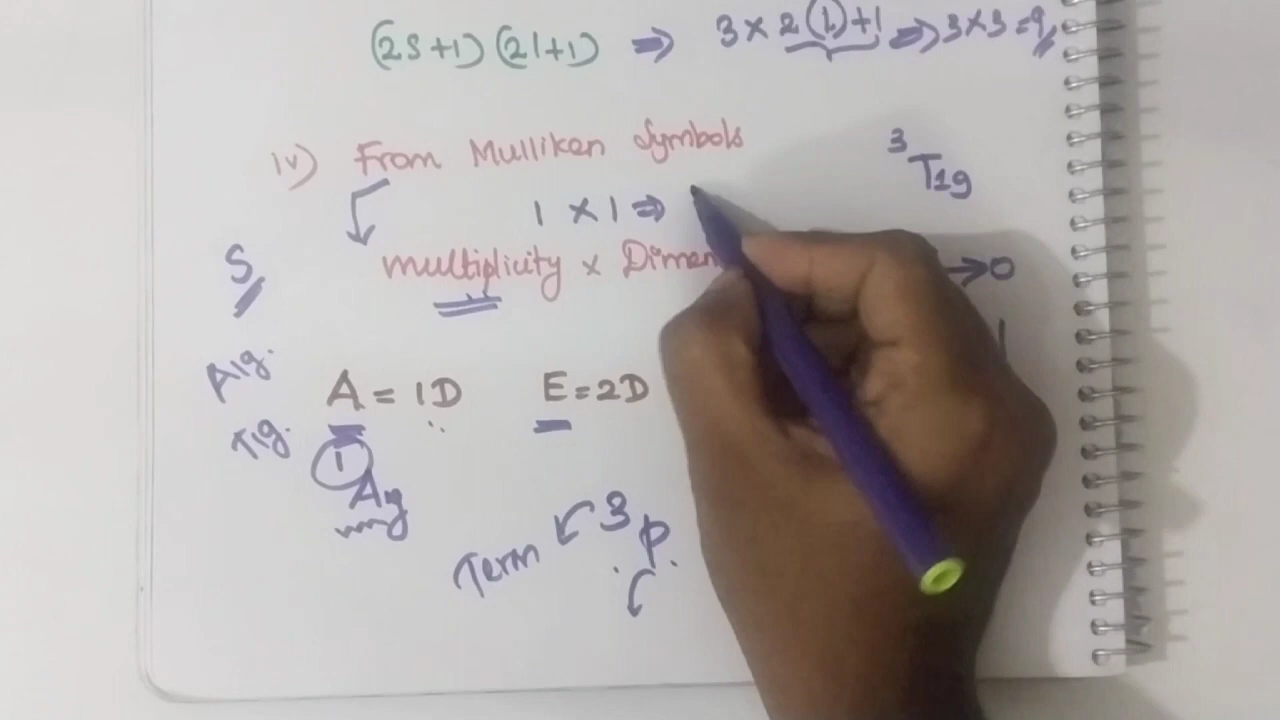 (2S+1) (2l+1) ⇒ 3 × 2(1)+1 ⇒ 3×3=9
iv) From Mulliken Symbols
3T1g
1 × 1 ⇒
S
multiplicity × Dimen
→0
A1g.
A = 1D E = 2D
1
T1g.
1A1g
Term 3p